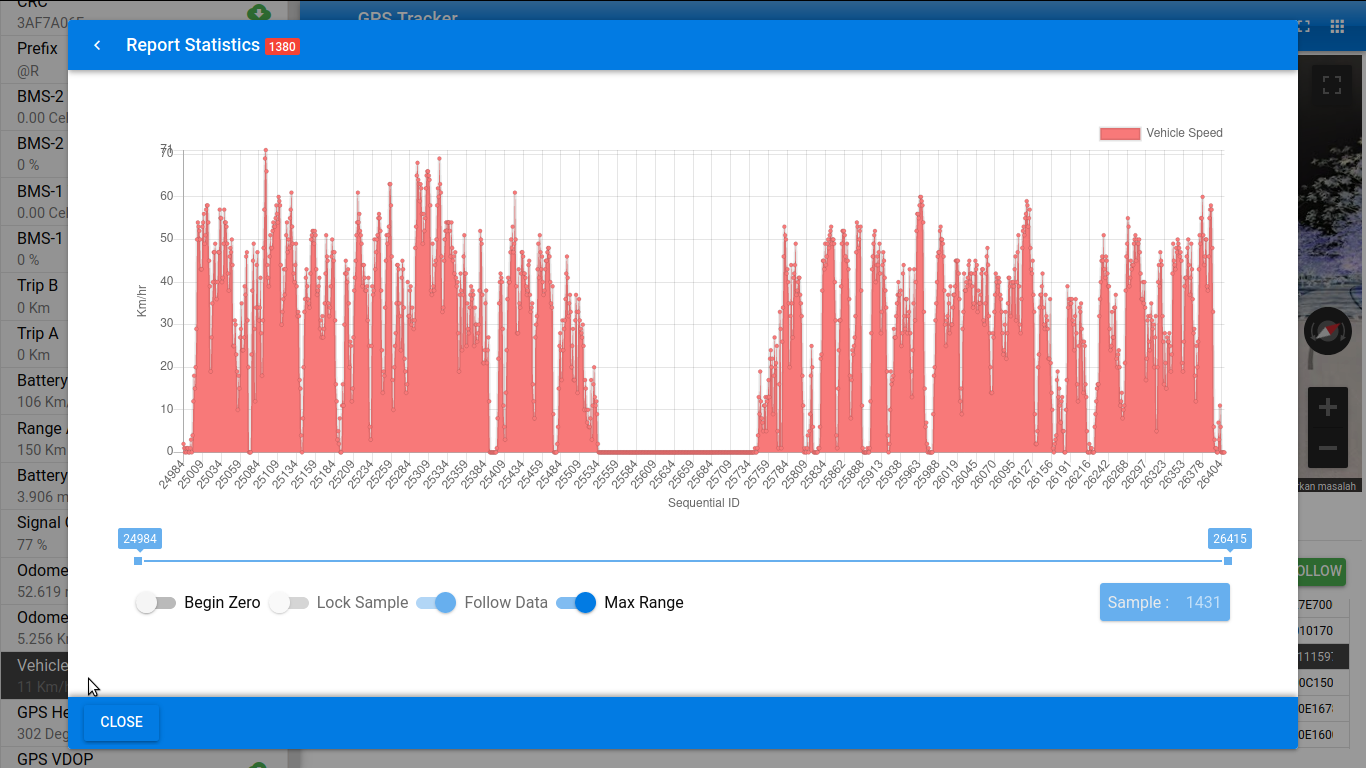 CRC
3AF7A06E
GPS Tracker
Prefix
@R
BMS-2
0.00 Cel
BMS-2
0 %
BMS-1
0.00 Cel
BMS-1
0 %
Trip B
0 Km
Trip A
0 Km
Battery
106 Km
Range
150 Km
Battery
3.906 m
Signal
77 %
Odome
52.619
Odome
5.256 K
Vehicle
11 Km/
GPS He
302 Deg
GPS VDOP
Report Statistics 1380
Vehicle Speed
Km/hr
71
70
60
50
40
30
20
10
0
24984 25009 25034 25059 25084 25109 25134 25159 25184 25209 25234 25259 25284 25309 25334 25359 25384 25409 25434 25459 25484 25509 25534 25559 25584 25609 25634 25659 25684 25709 25734 25759 25784 25809 25834 25862 25888 25913 25938 25963 25988 26019 26045 26070 26095 26127 26156 26191 26216 26242 26268 26297 26323 26353 26378 26404
Sequential ID
24984 26415
Begin Zero Lock Sample Follow Data Max Range Sample : 1431
CLOSE
rkan masalah
OLLOW
7E700
10170
11159
0C150
0E167
0E160